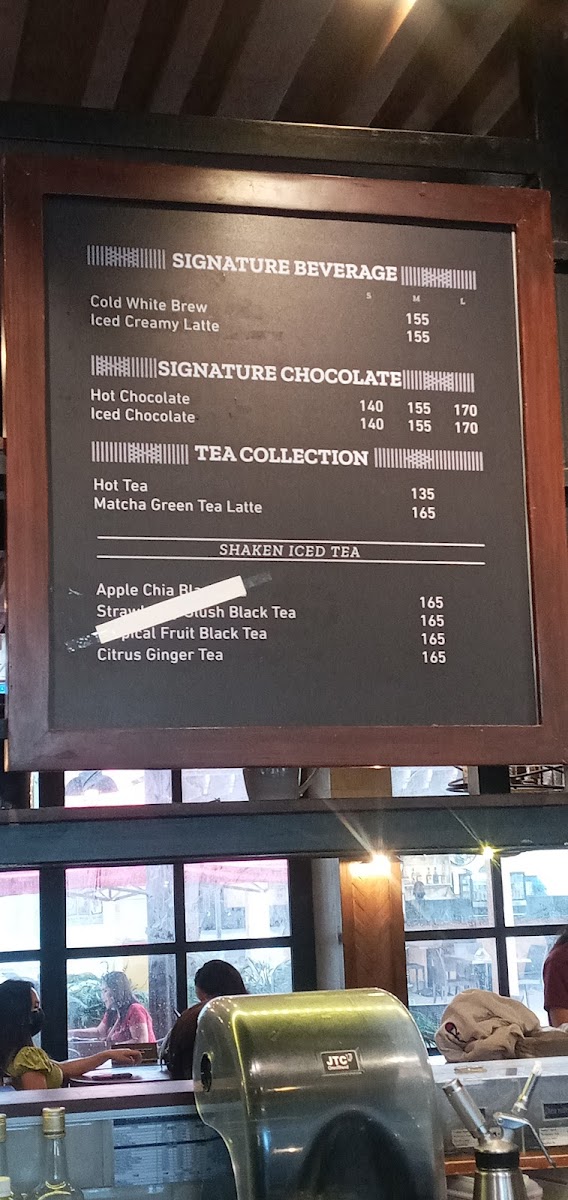 SIGNATURE BEVERAGE
S M L
Cold White Brew 155
Iced Creamy Latte 155
SIGNATURE CHOCOLATE
Hot Chocolate 140 155 170
Iced Chocolate 140 155 170
TEA COLLECTION
Hot Tea 135
Matcha Green Tea Latte 165
SHAKEN ICED TEA
Apple Chia 165
Slush Black Tea 165
Fruit Black Tea 165
Citrus Ginger Tea 165
JTC